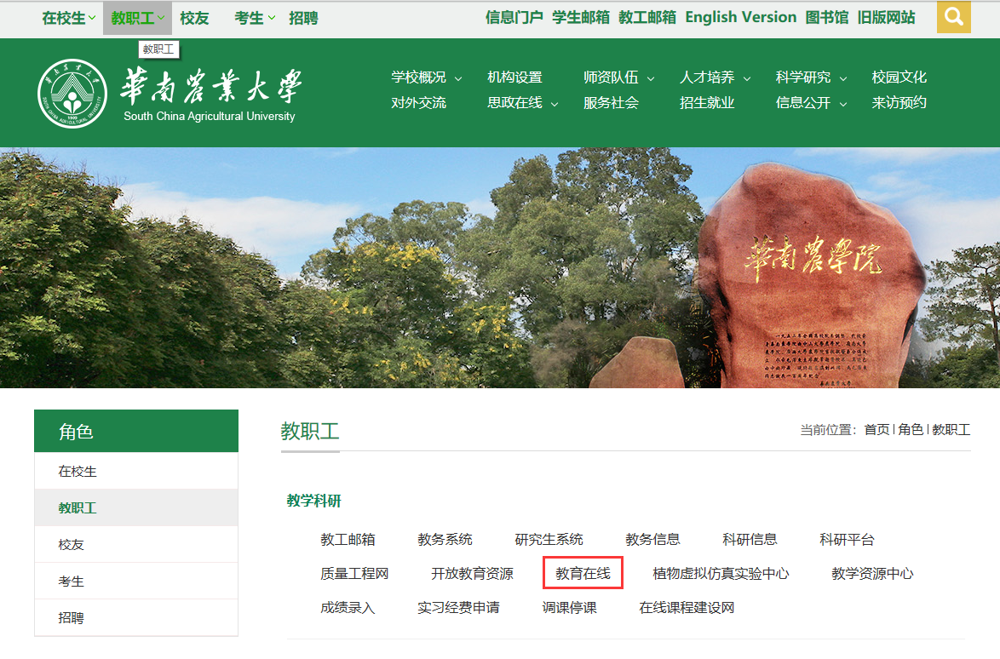 在校生 教职工 校友 考生 招聘 信息门户 学生邮箱 教工邮箱 English Version 图书馆 旧版网站
教职工
華南農業大學
South China Agricultural University
学校概况 机构设置 师资队伍 人才培养 科学研究 校园文化
对外交流 思政在线 服务社会 招生就业 信息公开 来访预约
華南農學院
角色
在校生
教职工
校友
考生
招聘
教职工
当前位置: 首页 | 角色 | 教职工
教学科研
教工邮箱 教务系统 研究生系统 教务信息 科研信息 科研平台
质量工程网 开放教育资源 教育在线 植物虚拟仿真实验中心 教学资源中心
成绩录入 实习经费申请 调课停课 在线课程建设网